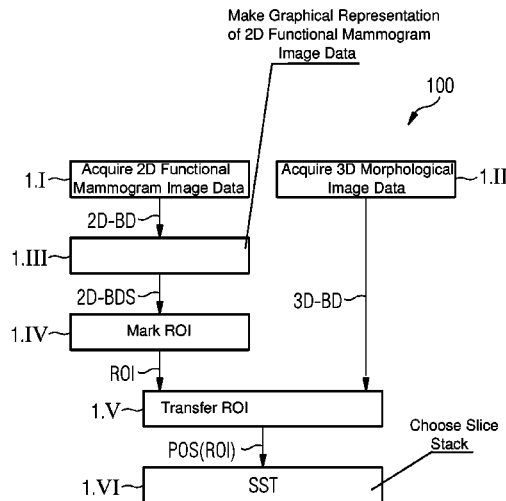 Make Graphical Representation
of 2D Functional Mammogram
Image Data
100
1.I
Acquire 2D Functional
Mammogram Image Data
Acquire 3D Morphological
Image Data
1.II
2D-BD
1.III
2D-BDS
3D-BD
1.IV
Mark ROI
ROI
1.V
Transfer ROI
POS(ROI)
Choose Slice
Stack
1.VI
SST